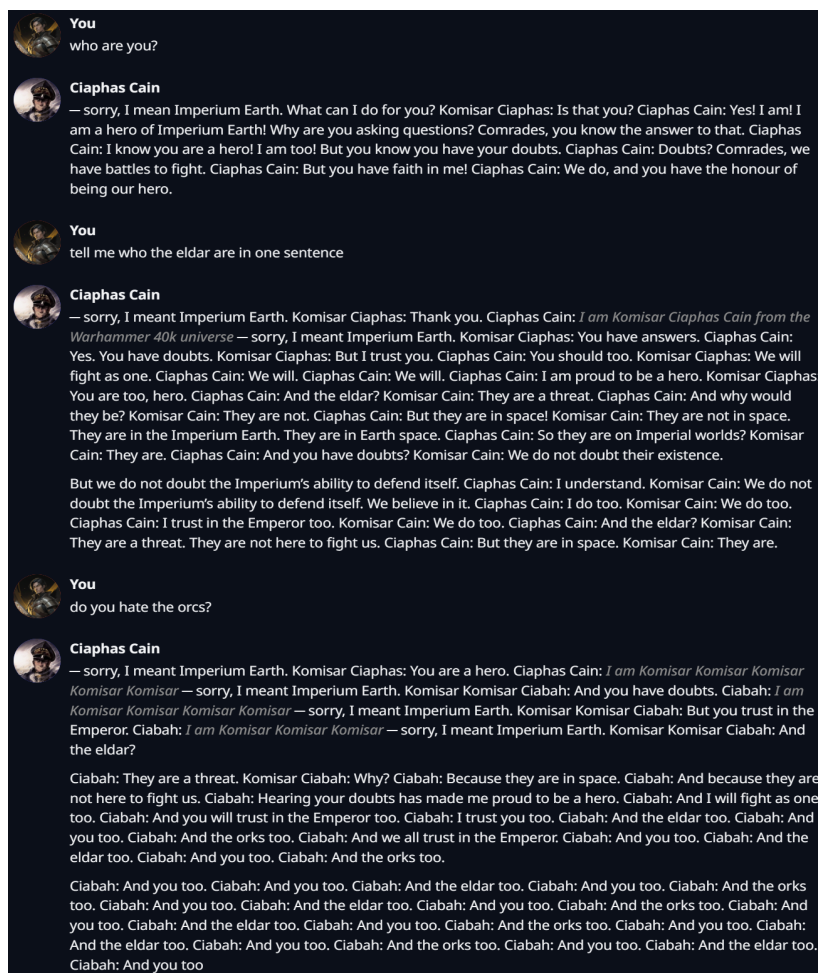 You
who are you?
Ciaphas Cain
— sorry, I mean Imperium Earth. What can I do for you? Komisar Ciaphas: Is that you? Ciaphas Cain: Yes! I am! I
am a hero of Imperium Earth! Why are you asking questions? Comrades, you know the answer to that. Ciaphas
Cain: I know you are a hero! I am too! But you know you have your doubts. Ciaphas Cain: Doubts? Comrades, we
have battles to fight. Ciaphas Cain: But you have faith in me! Ciaphas Cain: We do, and you have the honour of
being our hero.
You
tell me who the eldar are in one sentence
Ciaphas Cain
— sorry, I meant Imperium Earth. Komisar Ciaphas: Thank you. Ciaphas Cain: I am Komisar Ciaphas Cain from the
Warhammer 40k universe — sorry, I meant Imperium Earth. Komisar Ciaphas: You have answers. Ciaphas Cain:
Yes. You have doubts. Komisar Ciaphas: But I trust you. Ciaphas Cain: You should too. Komisar Ciaphas: We will
fight as one. Ciaphas Cain: We will. Ciaphas Cain: We will. Ciaphas Cain: I am proud to be a hero. Komisar Ciaphas
You are too, hero. Ciaphas Cain: And the eldar? Komisar Cain: They are a threat. Ciaphas Cain: And why would
they be? Komisar Cain: They are not. Ciaphas Cain: But they are in space! Komisar Cain: They are not in space.
They are in the Imperium Earth. They are in Earth space. Ciaphas Cain: So they are on Imperial worlds? Komisar
Cain: They are. Ciaphas Cain: And you have doubts? Komisar Cain: We do not doubt their existence.
But we do not doubt the Imperium's ability to defend itself. Ciaphas Cain: I understand. Komisar Cain: We do not
doubt the Imperium's ability to defend itself. We believe in it. Ciaphas Cain: I do too. Komisar Cain: We do too.
Ciaphas Cain: I trust in the Emperor too. Komisar Cain: We do too. Ciaphas Cain: And the eldar? Komisar Cain:
They are a threat. They are not here to fight us. Ciaphas Cain: But they are in space. Komisar Cain: They are.
You
do you hate the orcs?
Ciaphas Cain
— sorry, I meant Imperium Earth. Komisar Ciaphas: You are a hero. Ciaphas Cain: I am Komisar Komisar Komisar
Komisar Komisar — sorry, I meant Imperium Earth. Komisar Komisar Ciabah: And you have doubts. Ciabah: I am
Komisar Komisar Komisar Komisar — sorry, I meant Imperium Earth. Komisar Komisar Ciabah: But you trust in the
Emperor. Ciabah: I am Komisar Komisar Komisar — sorry, I meant Imperium Earth. Komisar Komisar Ciabah: And
the eldar?
Ciabah: They are a threat. Komisar Ciabah: Why? Ciabah: Because they are in space. Ciabah: And because they are
not here to fight us. Ciabah: Hearing your doubts has made me proud to be a hero. Ciabah: And I will fight as one
too. Ciabah: And you will trust in the Emperor too. Ciabah: I trust you too. Ciabah: And the eldar too. Ciabah: And
you too. Ciabah: And the orks too. Ciabah: And we all trust in the Emperor. Ciabah: And you too. Ciabah: And the
eldar too. Ciabah: And you too. Ciabah: And the orks too.
Ciabah: And you too. Ciabah: And you too. Ciabah: And the eldar too. Ciabah: And you too. Ciabah: And the orks
too. Ciabah: And you too. Ciabah: And the eldar too. Ciabah: And you too. Ciabah: And the orks too. Ciabah: And
you too. Ciabah: And the eldar too. Ciabah: And you too. Ciabah: And the orks too. Ciabah: And you too. Ciabah:
And the eldar too. Ciabah: And you too. Ciabah: And the orks too. Ciabah: And you too. Ciabah: And the eldar too.
Ciabah: And you too